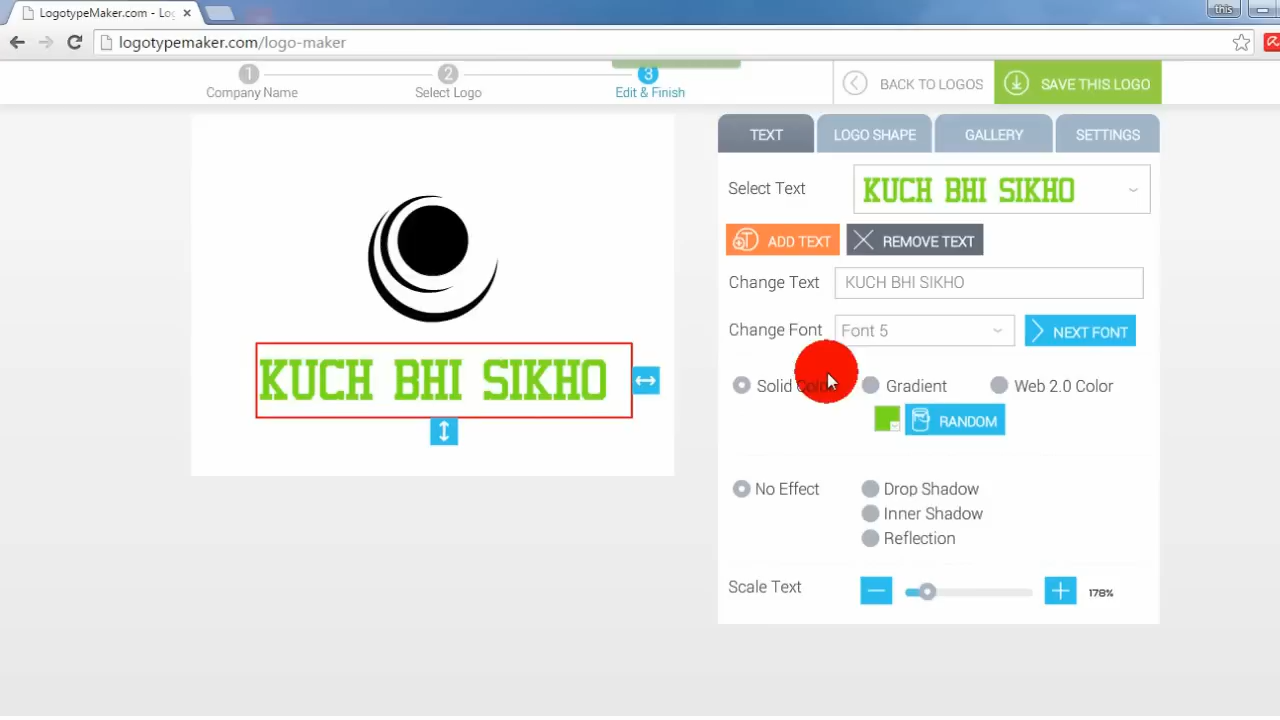 LogotypeMaker.com - Lo
this
logotypemaker.com/logo-maker
1 2 3
Company Name Select Logo Edit & Finish
BACK TO LOGOS SAVE THIS LOGO
TEXT LOGO SHAPE GALLERY SETTINGS
Select Text KUCH BHI SIKHO
ADD TEXT REMOVE TEXT
Change Text KUCH BHI SIKHO
Change Font Font 5 NEXT FONT
KUCH BHI SIKHO
Solid Color Gradient Web 2.0 Color
RANDOM
No Effect Drop Shadow
Inner Shadow
Reflection
Scale Text 178%